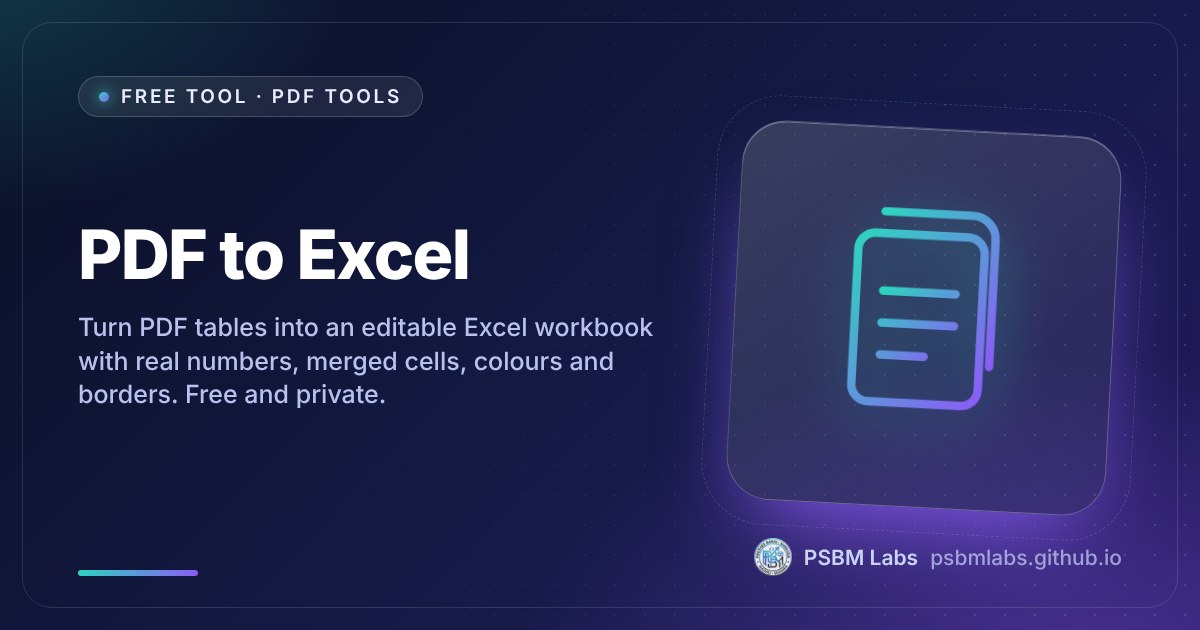 FREE TOOL · PDF TOOLS
PDF to Excel
Turn PDF tables into an editable Excel workbook
with real numbers, merged cells, colours and
borders. Free and private.
PSBM Labs psbmlabs.github.io